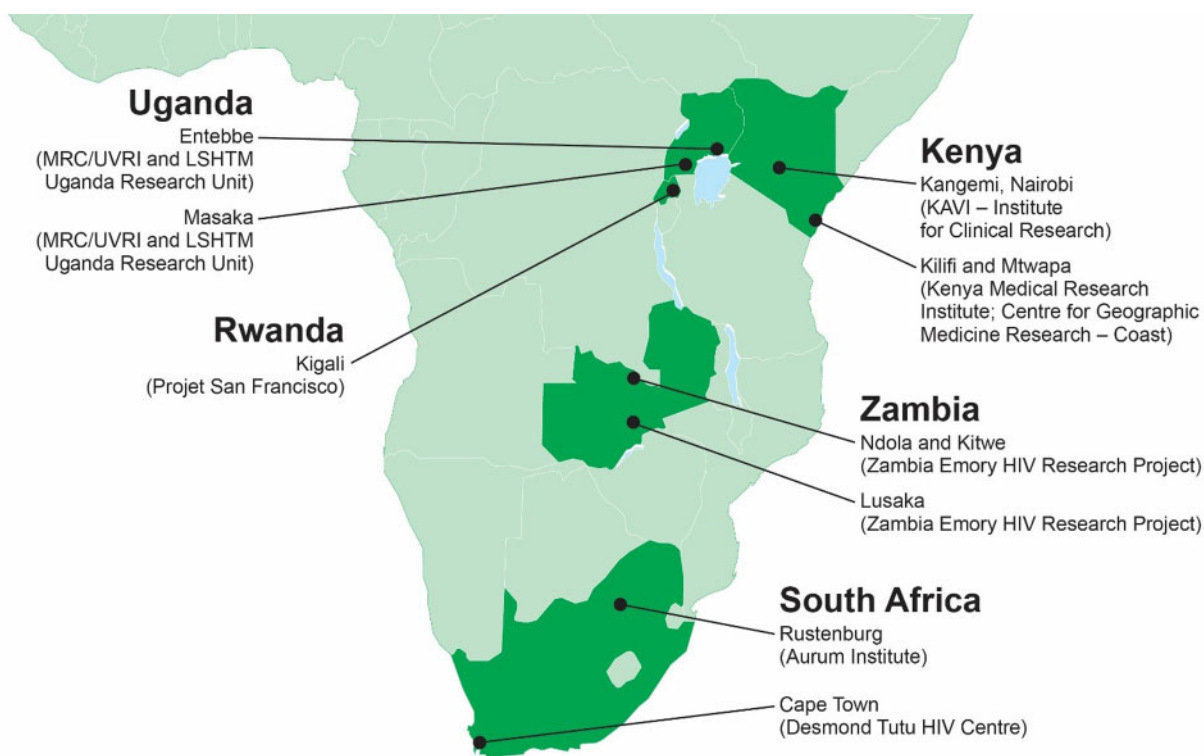 Uganda
Entebbe
(MRC/UVRI and LSHTM
Uganda Research Unit)
Masaka
(MRC/UVRI and LSHTM
Uganda Research Unit)
Rwanda
Kigali
(Projet San Francisco)
Kenya
Kangemi, Nairobi
(KAVI – Institute
for Clinical Research)
Kilifi and Mtwapa
(Kenya Medical Research
Institute; Centre for Geographic
Medicine Research – Coast)
Zambia
Ndola and Kitwe
(Zambia Emory HIV Research Project)
Lusaka
(Zambia Emory HIV Research Project)
South Africa
Rustenburg
(Aurum Institute)
Cape Town
(Desmond Tutu HIV Centre)